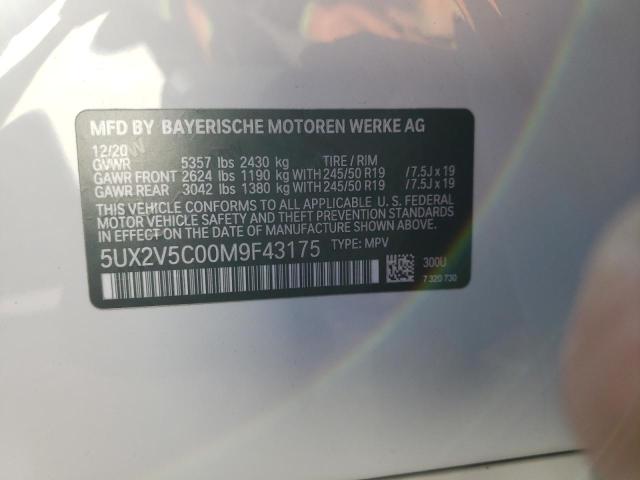 MFD BY BAYERISCHE MOTOREN WERKE AG
12/20
GVWR 5357 lbs 2430 kg TIRE / RIM
GAWR FRONT 2624 lbs 1190 kg WITH 245/50 R19 /7.5J x 19
GAWR REAR 3042 lbs 1380 kg WITH 245/50 R19 /7.5J x 19
THIS VEHICLE CONFORMS TO ALL APPLICABLE U. S. FEDERAL
MOTOR VEHICLE SAFETY AND THEFT PREVENTION STANDARDS
IN EFFECT ON THE DATE OF MANUFACTURE SHOWN ABOVE.
5UX2V5C00M9F43175 TYPE: MPV
300U
7 320 730